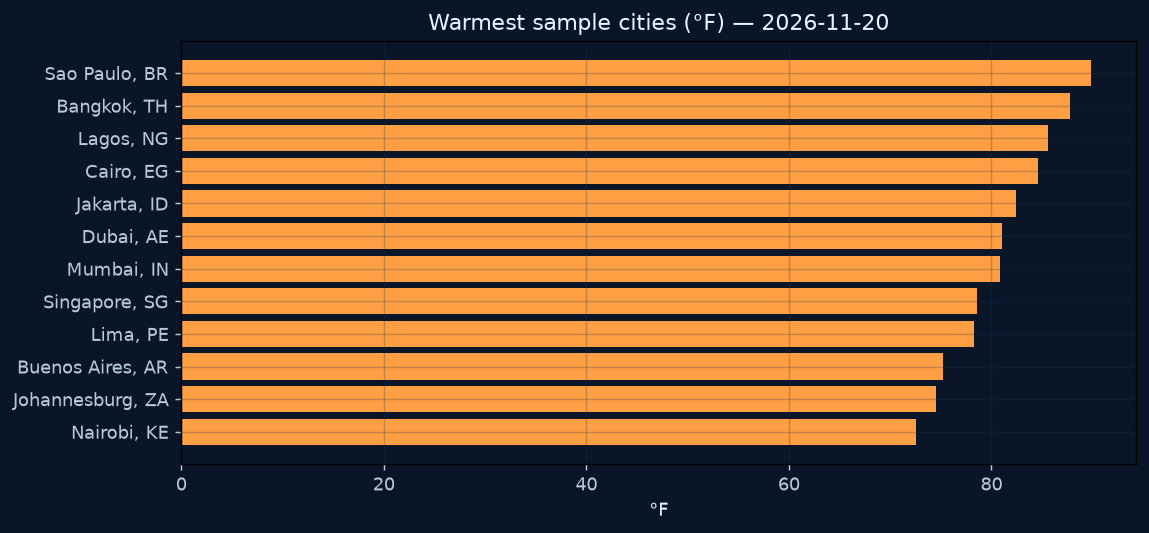 Warmest sample cities (°F) — 2026-11-20
Sao Paulo, BR
Bangkok, TH
Lagos, NG
Cairo, EG
Jakarta, ID
Dubai, AE
Mumbai, IN
Singapore, SG
Lima, PE
Buenos Aires, AR
Johannesburg, ZA
Nairobi, KE
0 20 40 60 80
°F